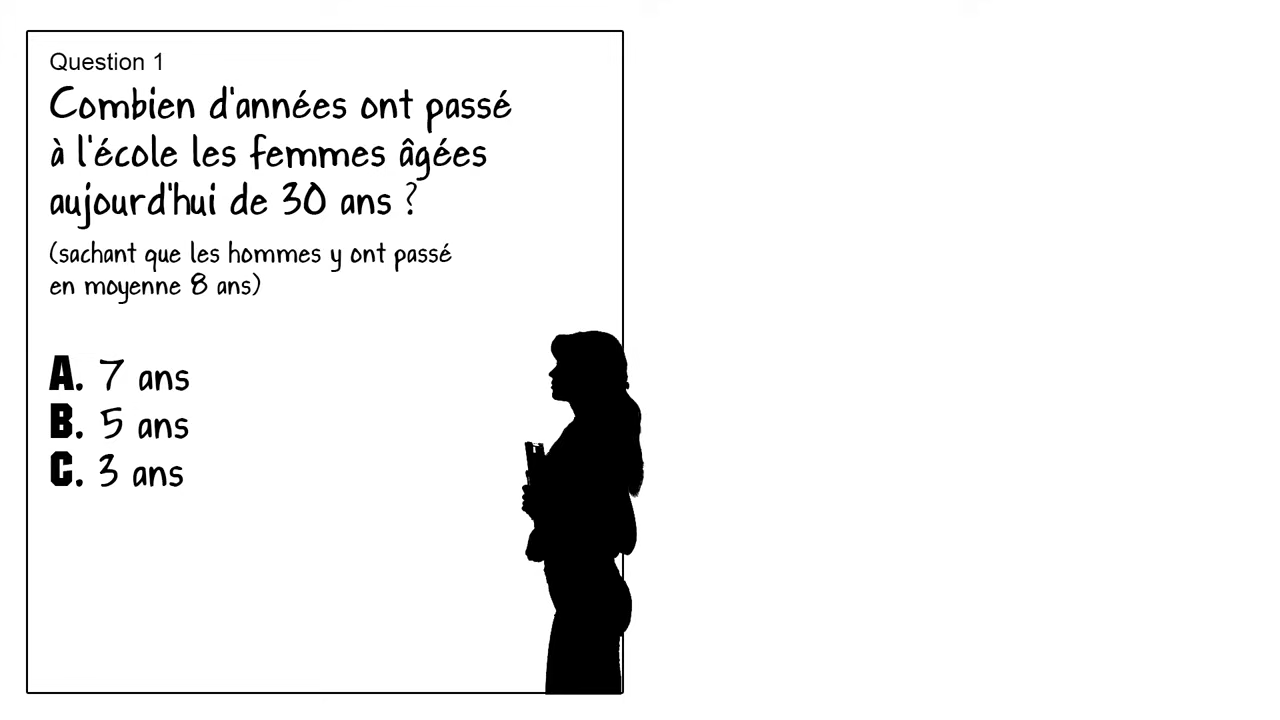 Question 1
Combien d'années ont passé
à l'école les femmes âgées
aujourd'hui de 30 ans ?
(sachant que les hommes y ont passé
en moyenne 8 ans)
A. 7 ans
B. 5 ans
C. 3 ans